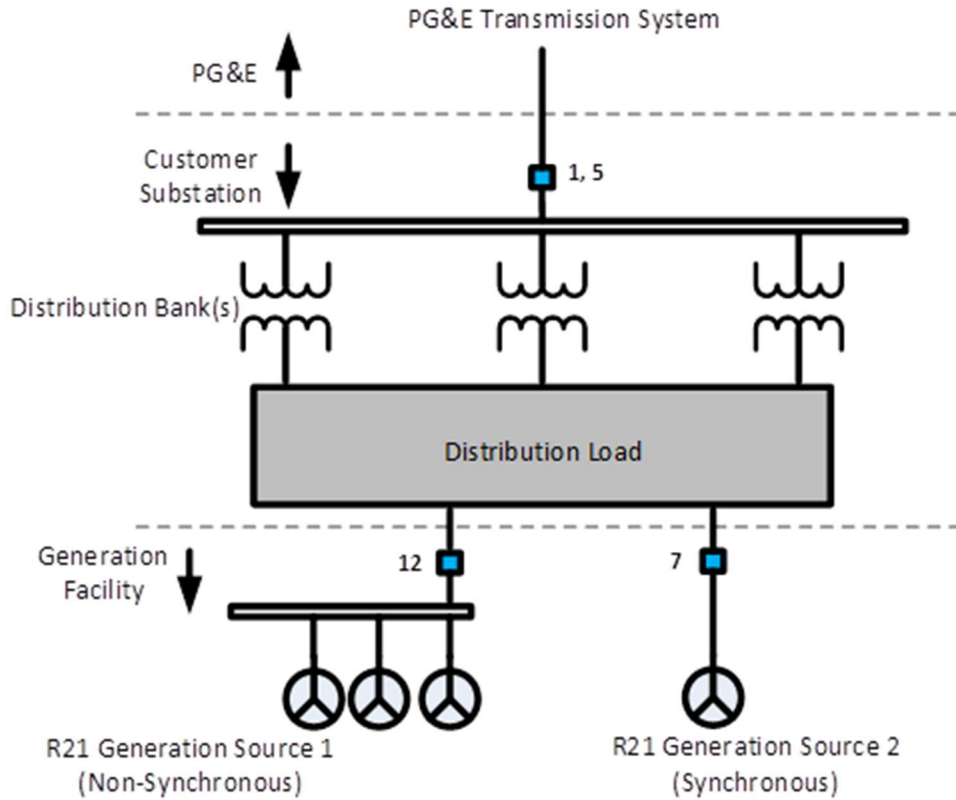 PG&E Transmission System
PG&E
Customer
Substation
1, 5
Distribution Bank(s)
Distribution Load
Generation
Facility
12
7
R21 Generation Source 1
(Non-Synchronous)
R21 Generation Source 2
(Synchronous)